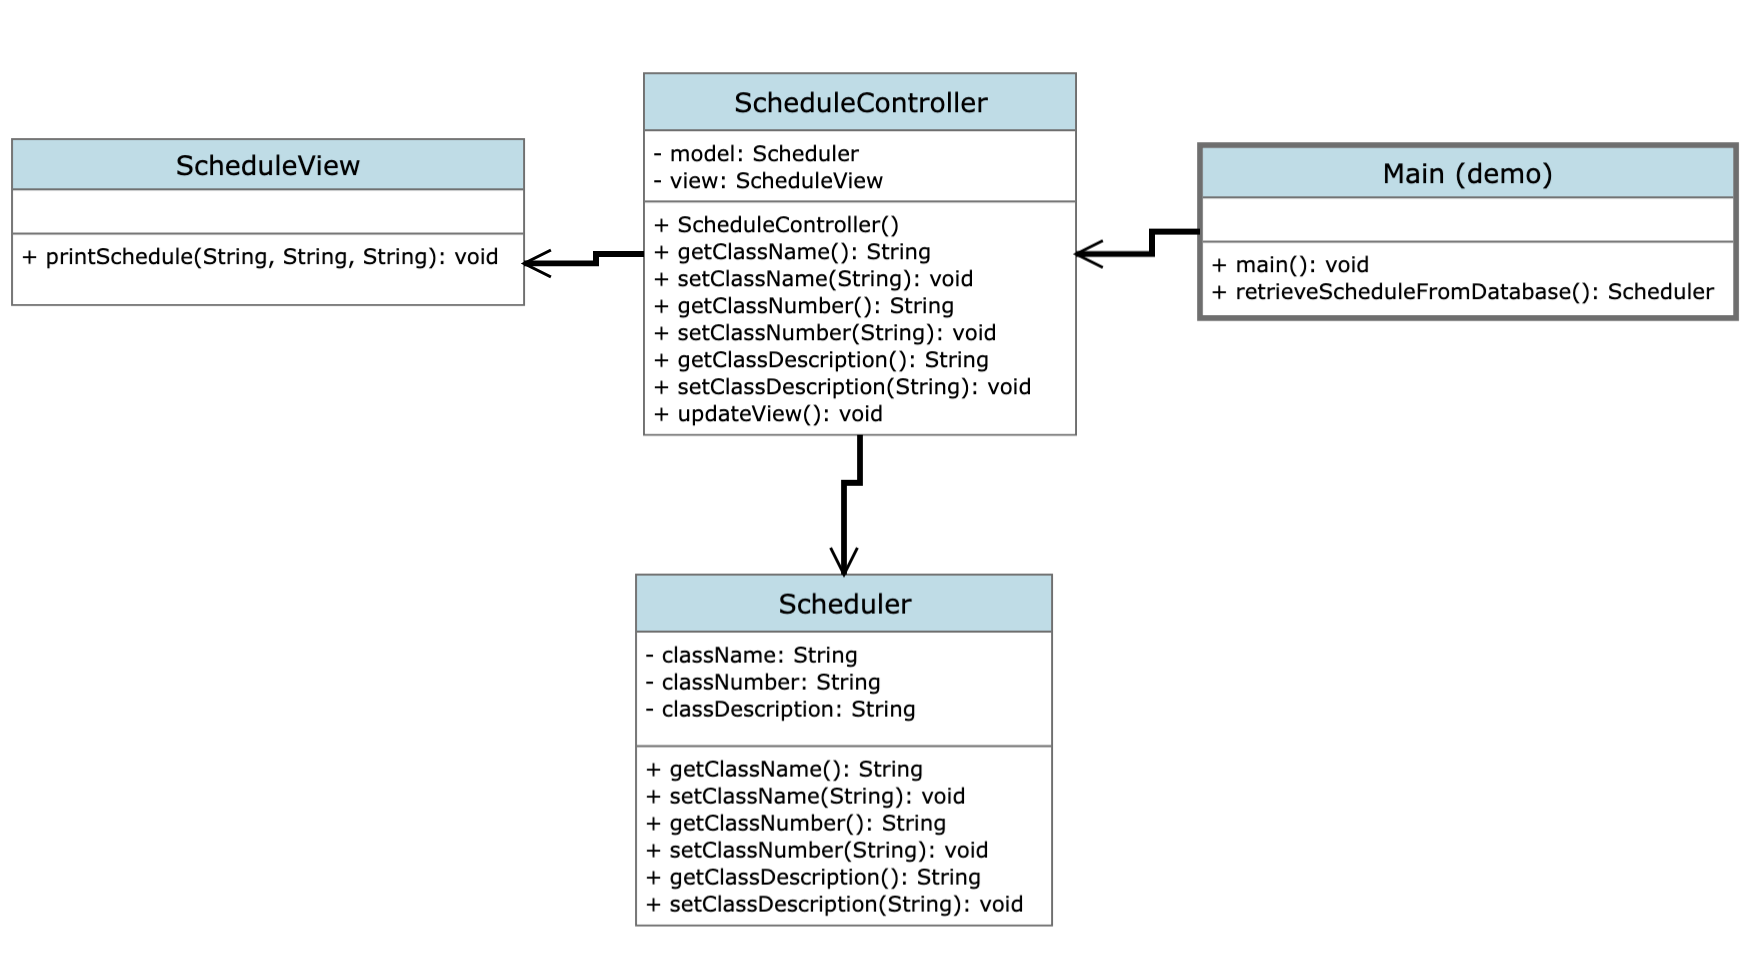 ScheduleView
+ printSchedule(String, String, String): void
ScheduleController
- model: Scheduler
- view: ScheduleView
+ ScheduleController()
+ getClassName(): String
+ setClassName(String): void
+ getClassNumber(): String
+ setClassNumber(String): void
+ getClassDescription(): String
+ setClassDescription(String): void
+ updateView(): void
Main (demo)
+ main(): void
+ retrieveScheduleFromDatabase(): Scheduler
Scheduler
- className: String
- classNumber: String
- classDescription: String
+ getClassName(): String
+ setClassName(String): void
+ getClassNumber(): String
+ setClassNumber(String): void
+ getClassDescription(): String
+ setClassDescription(String): void